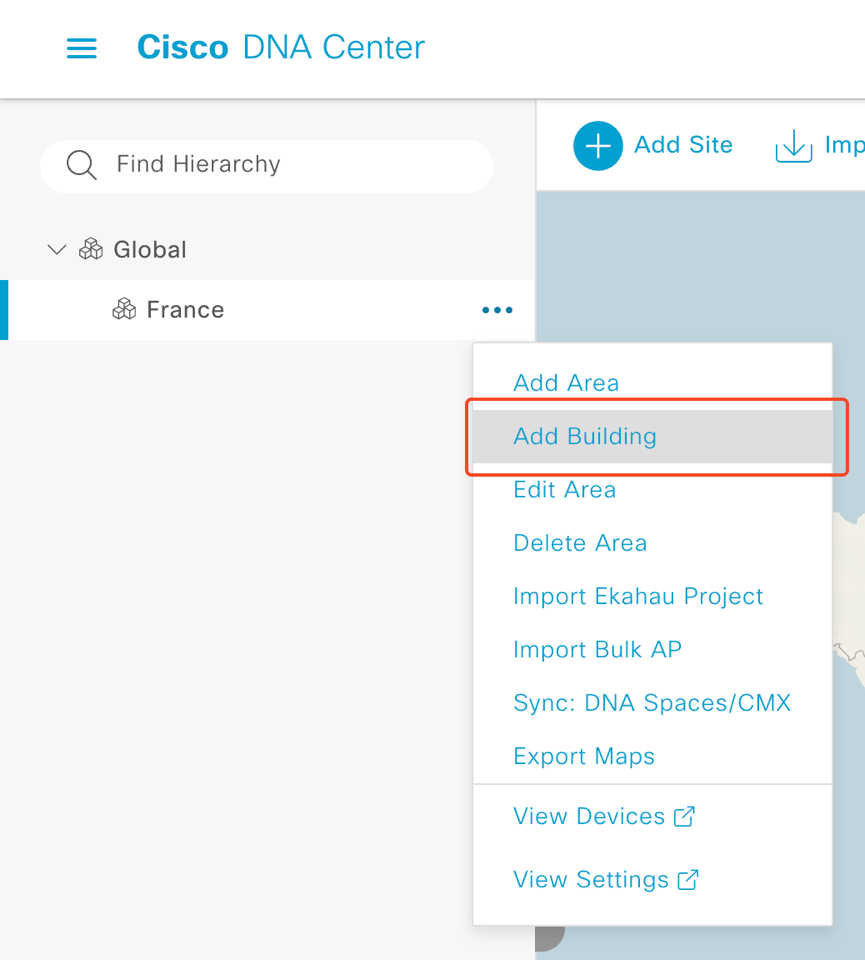 Cisco DNA Center
Find Hierarchy
Add Site
Imp
Global
France
Add Area
Add Building
Edit Area
Delete Area
Import Ekahau Project
Import Bulk AP
Sync: DNA Spaces/CMX
Export Maps
View Devices
View Settings